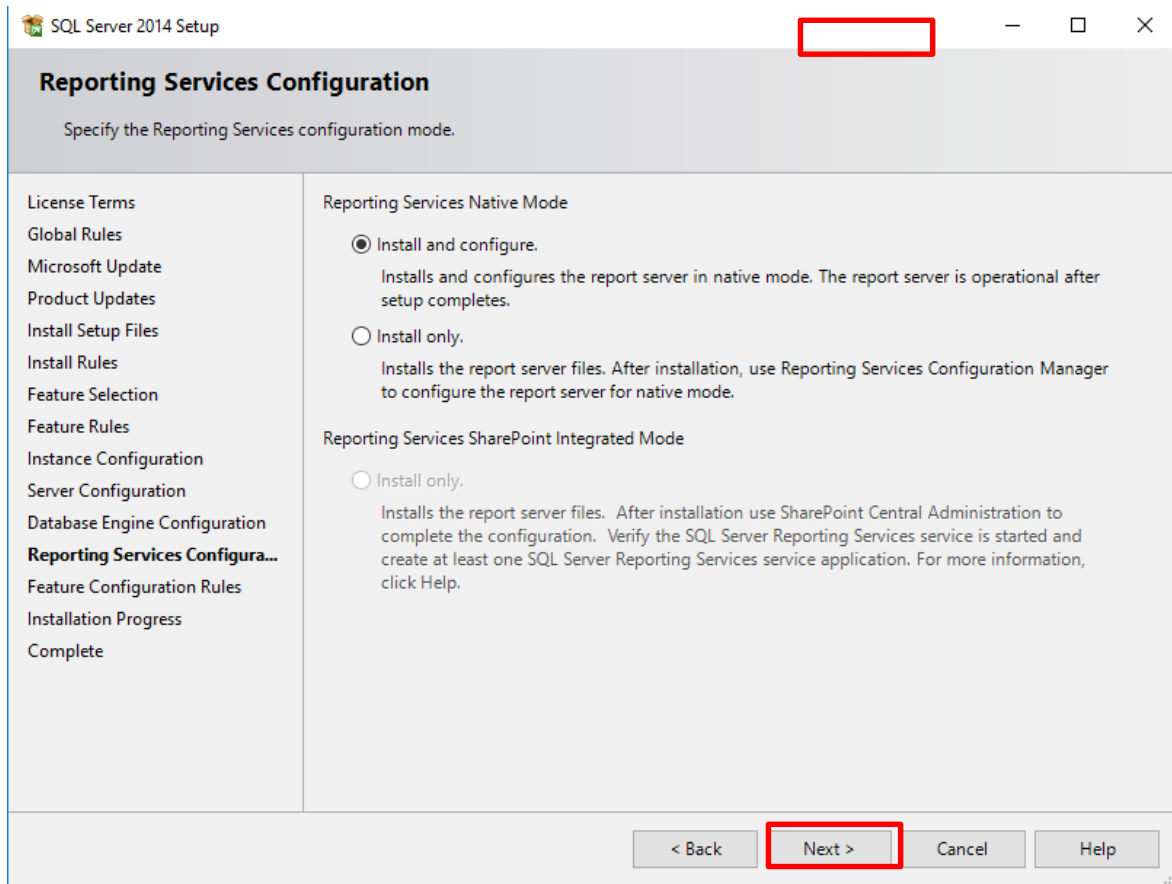 SQL Server 2014 Setup
Reporting Services Configuration
Specify the Reporting Services configuration mode.
License Terms
Global Rules
Microsoft Update
Product Updates
Install Setup Files
Install Rules
Feature Selection
Feature Rules
Instance Configuration
Server Configuration
Database Engine Configuration
Reporting Services Configura...
Feature Configuration Rules
Installation Progress
Complete
Reporting Services Native Mode
Install and configure.
Installs and configures the report server in native mode. The report server is operational after
setup completes.
Install only.
Installs the report server files. After installation, use Reporting Services Configuration Manager
to configure the report server for native mode.
Reporting Services SharePoint Integrated Mode
Install only.
Installs the report server files.  After installation use SharePoint Central Administration to
complete the configuration.  Verify the SQL Server Reporting Services service is started and
create at least one SQL Server Reporting Services service application. For more information,
click Help.
< Back
Next >
Cancel
Help